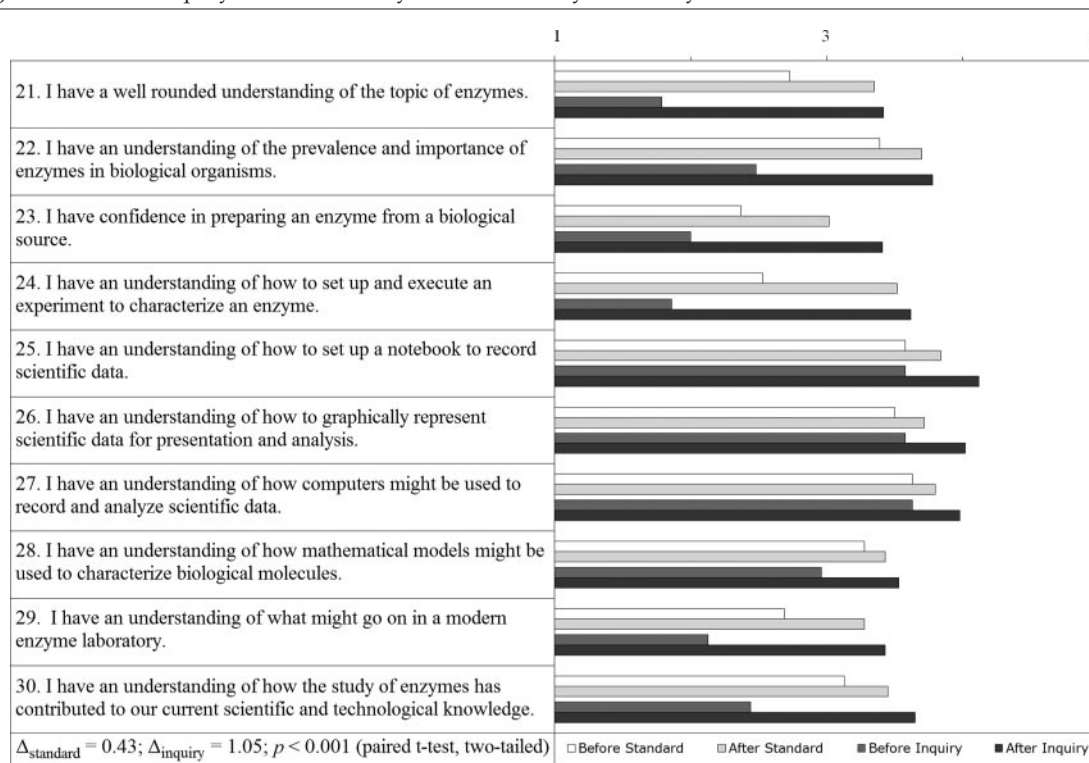 1 3
21. I have a well rounded understanding of the topic of enzymes.
22. I have an understanding of the prevalence and importance of
enzymes in biological organisms.
23. I have confidence in preparing an enzyme from a biological
source.
24. I have an understanding of how to set up and execute an
experiment to characterize an enzyme.
25. I have an understanding of how to set up a notebook to record
scientific data.
26. I have an understanding of how to graphically represent
scientific data for presentation and analysis.
27. I have an understanding of how computers might be used to
record and analyze scientific data.
28. I have an understanding of how mathematical models might be
used to characterize biological molecules.
29. I have an understanding of what might go on in a modern
enzyme laboratory.
30. I have an understanding of how the study of enzymes has
contributed to our current scientific and technological knowledge.
Δstandard = 0.43; Δinquiry = 1.05; p < 0.001 (paired t-test, two-tailed) Before Standard After Standard Before Inquiry After Inquiry